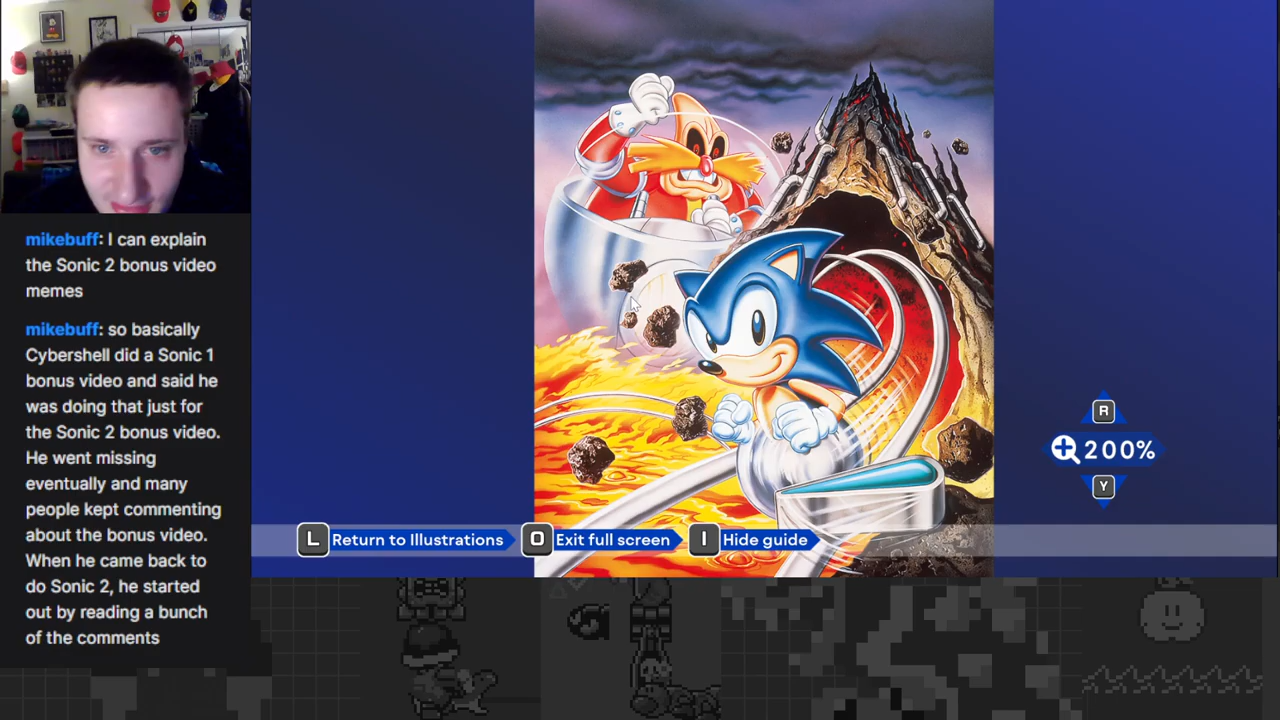 mikebuff: I can explain
the Sonic 2 bonus video
memes
mikebuff: so basically
Cybershell did a Sonic 1
bonus video and said he
was doing that just for
the Sonic 2 bonus video.
He went missing
eventually and many
people kept commenting
about the bonus video.
When he came back to
do Sonic 2, he started
out by reading a bunch
of the comments
R
200%
Y
L Return to Illustrations O Exit full screen I Hide guide